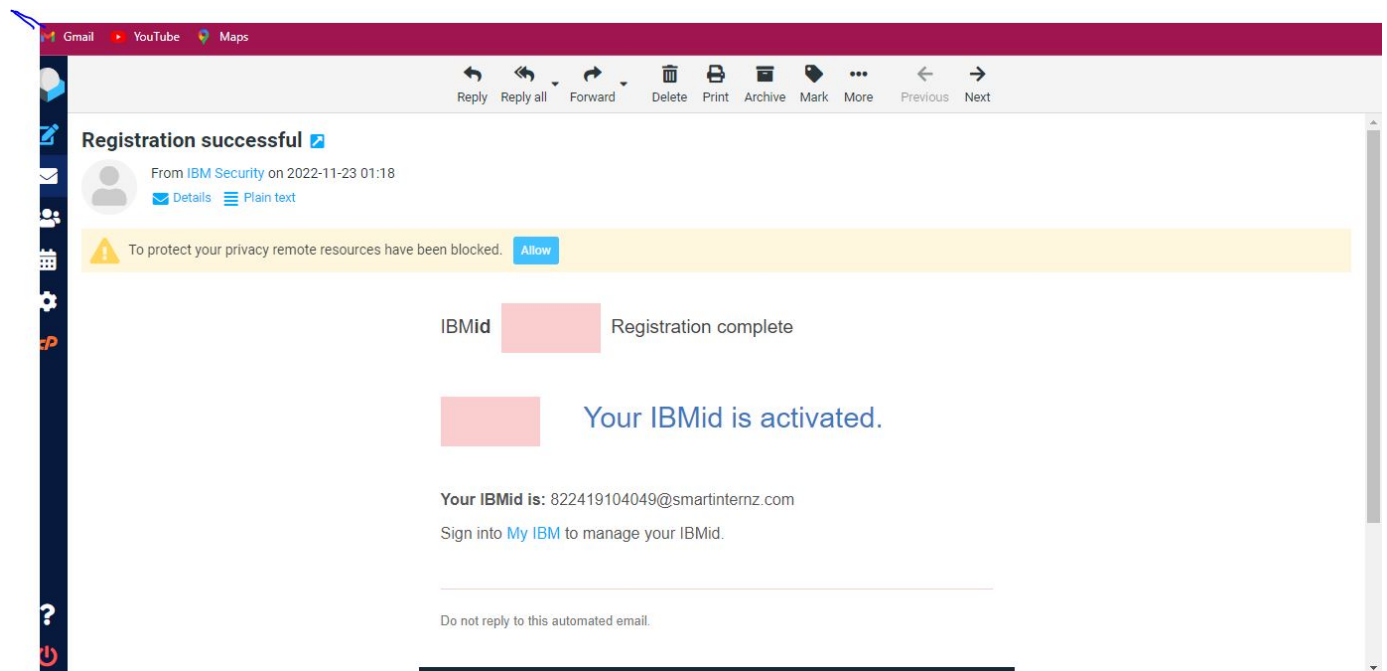 Gmail YouTube Maps
Reply Reply all Forward Delete Print Archive Mark More Previous Next
Registration successful
From IBM Security on 2022-11-23 01:18
Details Plain text
To protect your privacy remote resources have been blocked. Allow
IBMid Registration complete
Your IBMid is activated.
Your IBMid is: 822419104049@smartinternz.com
Sign into My IBM to manage your IBMid.
Do not reply to this automated email.